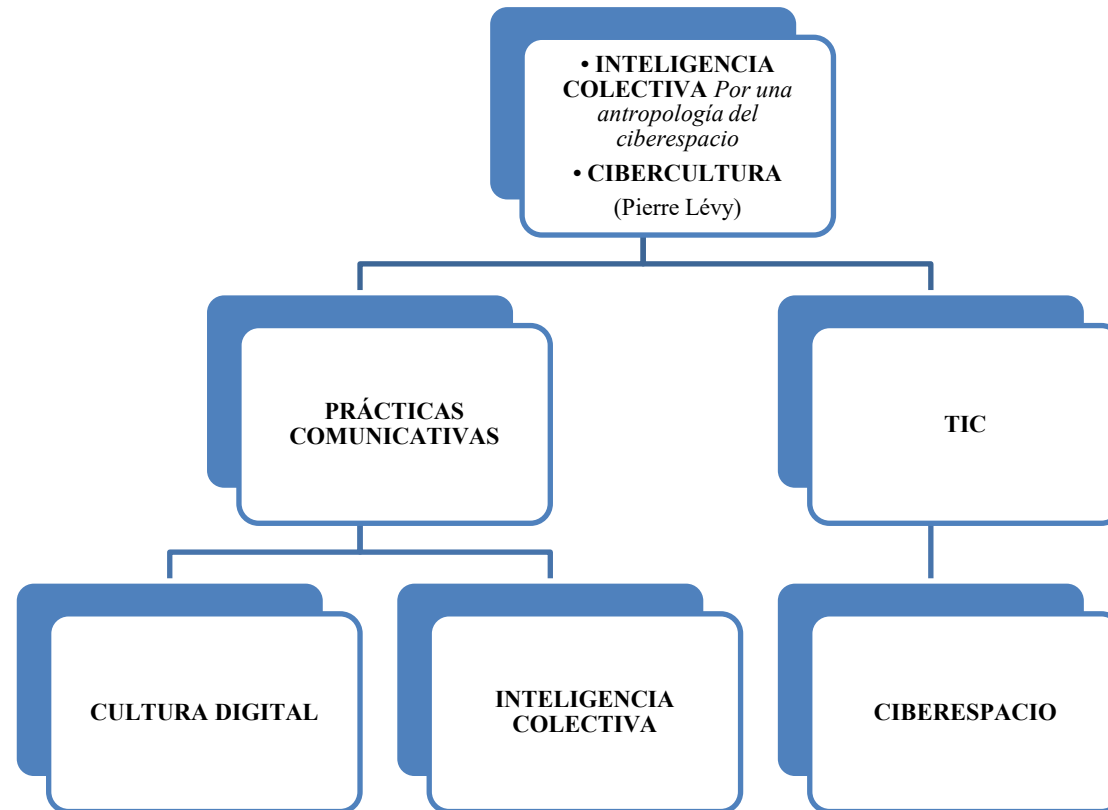 • INTELIGENCIA
COLECTIVA Por una
antropología del
ciberespacio
• CIBERCULTURA
(Pierre Lévy)
PRÁCTICAS
COMUNICATIVAS
TIC
CULTURA DIGITAL
INTELIGENCIA
COLECTIVA
CIBERESPACIO